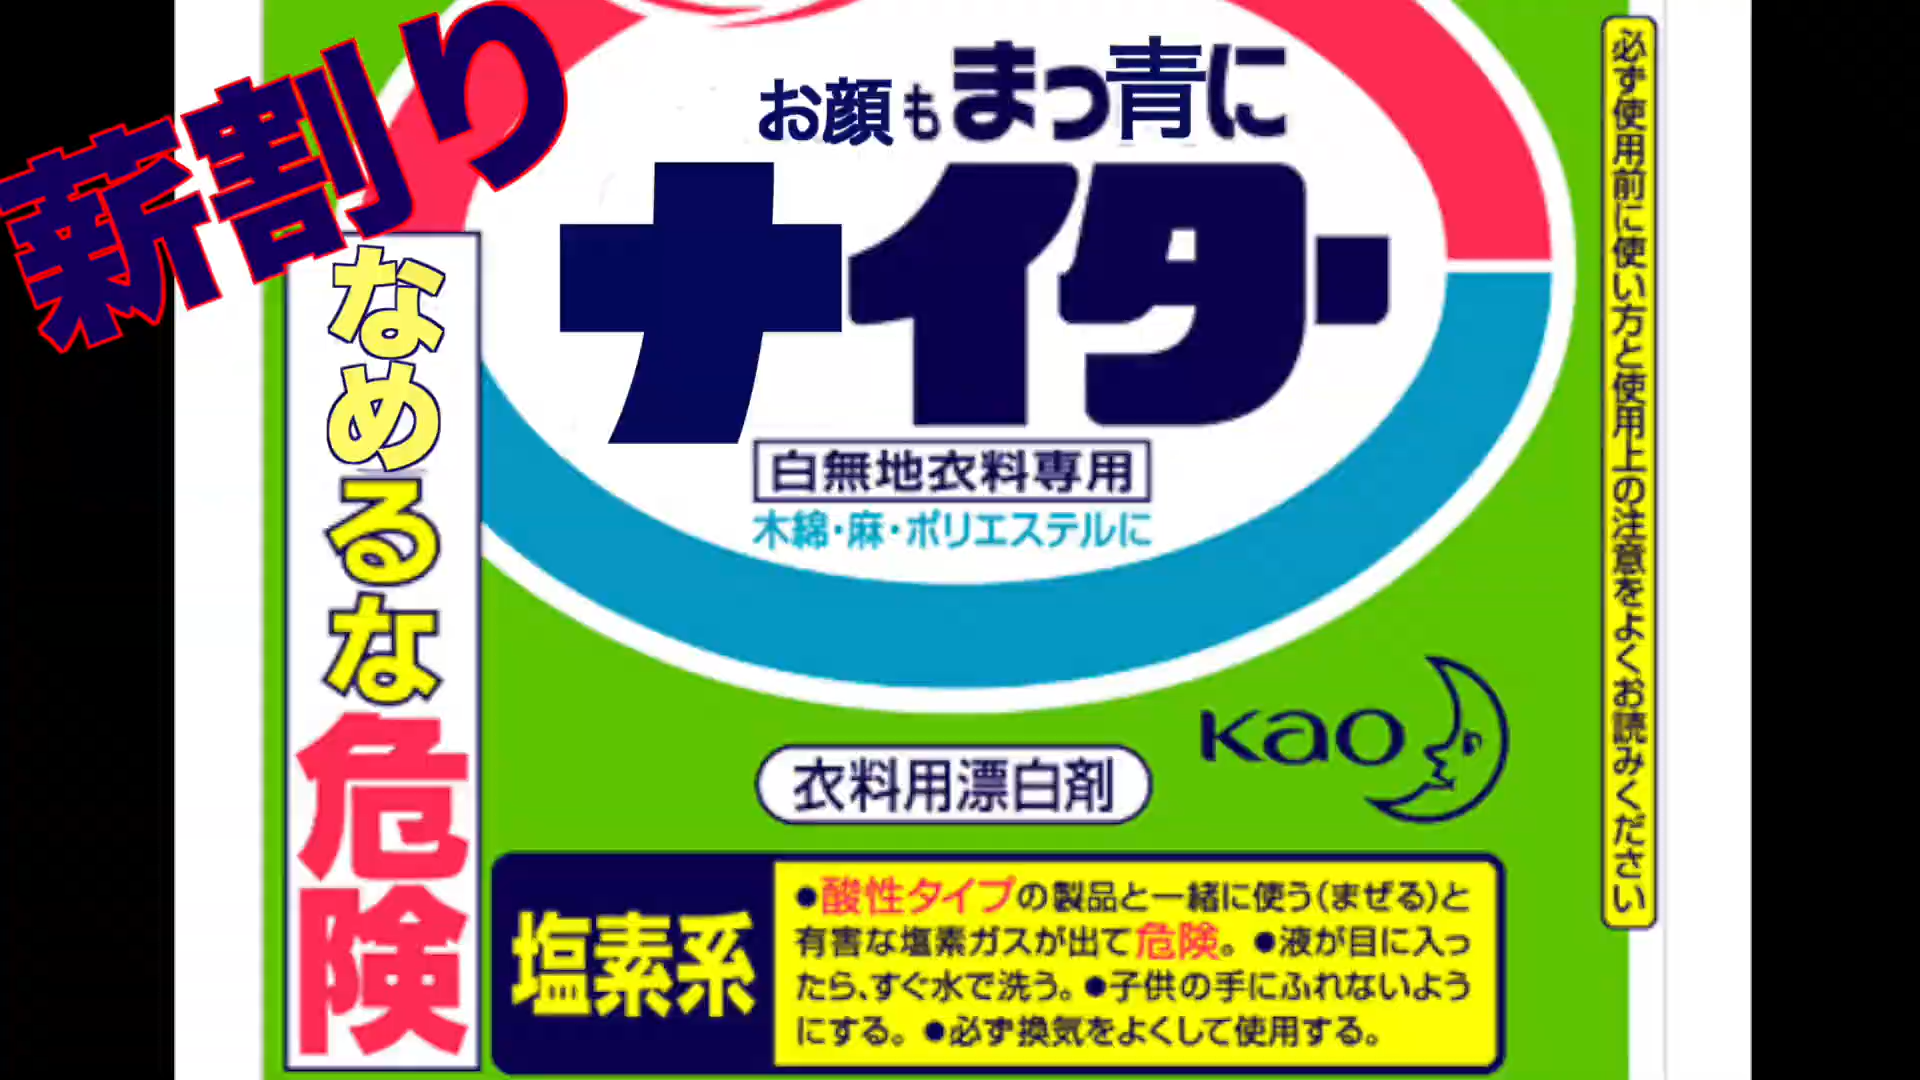 薪割り
お顔もまっ青に
ナイター
白無地衣料専用
木綿・麻・ポリエステルに
なめるな危険
必ず使用前に使い方と使用上の注意をよくお読みください
Kao
衣料用漂白剤
塩素系
●酸性タイプの製品と一緒に使う(まぜる)と
有害な塩素ガスが出て危険。●液が目に入っ
たら、すぐ水で洗う。●子供の手にふれないよう
にする。●必ず換気をよくして使用する。